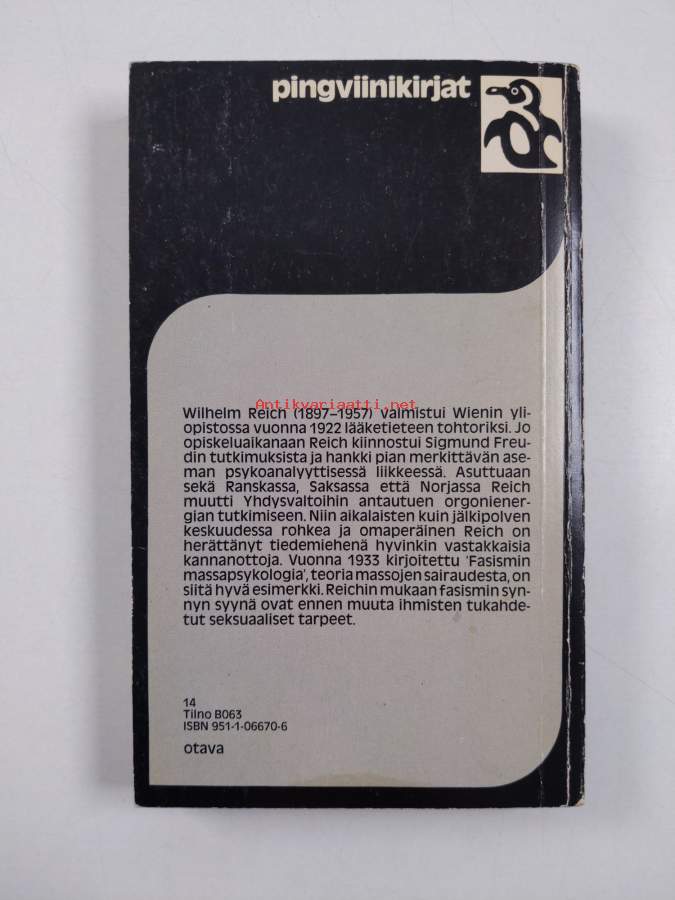 pingviinikirjat
Antikvariaatti.net
Wilhelm Reich (1897–1957) valmistui Wienin yli-
opistossa vuonna 1922 lääketieteen tohtoriksi. Jo
opiskeluaikanaan Reich kiinnostui Sigmund Freu-
din tutkimuksista ja hankki pian merkittävän ase-
man psykoanalyyttisessä liikkeessä. Asuttuaan
sekä Ranskassa, Saksassa että Norjassa Reich
muutti Yhdysvaltoihin antautuen orgoniener-
gian tutkimiseen. Niin aikalaisten kuin jälkipolven
keskuudessa rohkea ja omaperäinen Reich on
herättänyt tiedemiehenä hyvinkin vastakkaisia
kannanottoja. Vuonna 1933 kirjoitettu 'Fasismin
massapsykologia', teoria massojen sairaudesta, on
siitä hyvä esimerkki. Reichin mukaan fasismin syn-
nyn syynä ovat ennen muuta ihmisten tukahde-
tut seksuaaliset tarpeet.
14
Tilno B063
ISBN 951-1-06670-6
otava